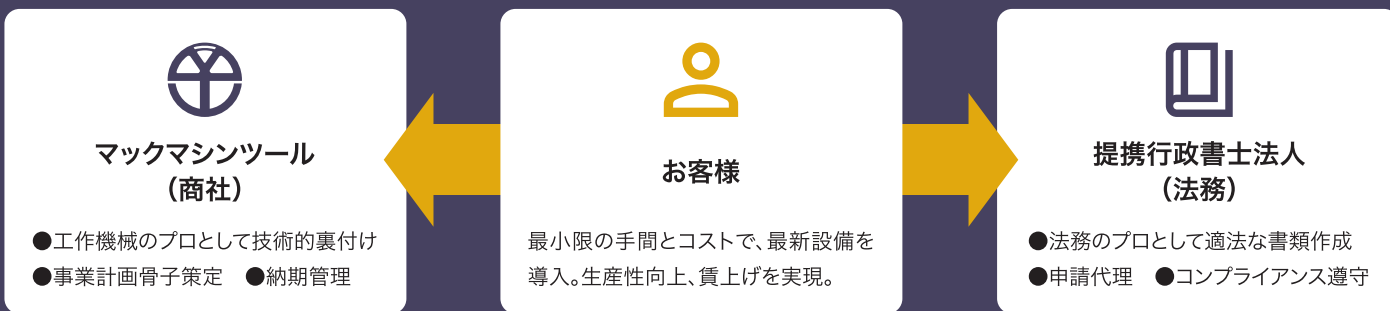 マックマシンツール
（商社）
●工作機械のプロとして技術的裏付け
●事業計画骨子策定　●納期管理
お客様
最小限の手間とコストで、最新設備を
導入。生産性向上、賃上げを実現。
提携行政書士法人
（法務）
●法務のプロとして適法な書類作成
●申請代理　●コンプライアンス遵守